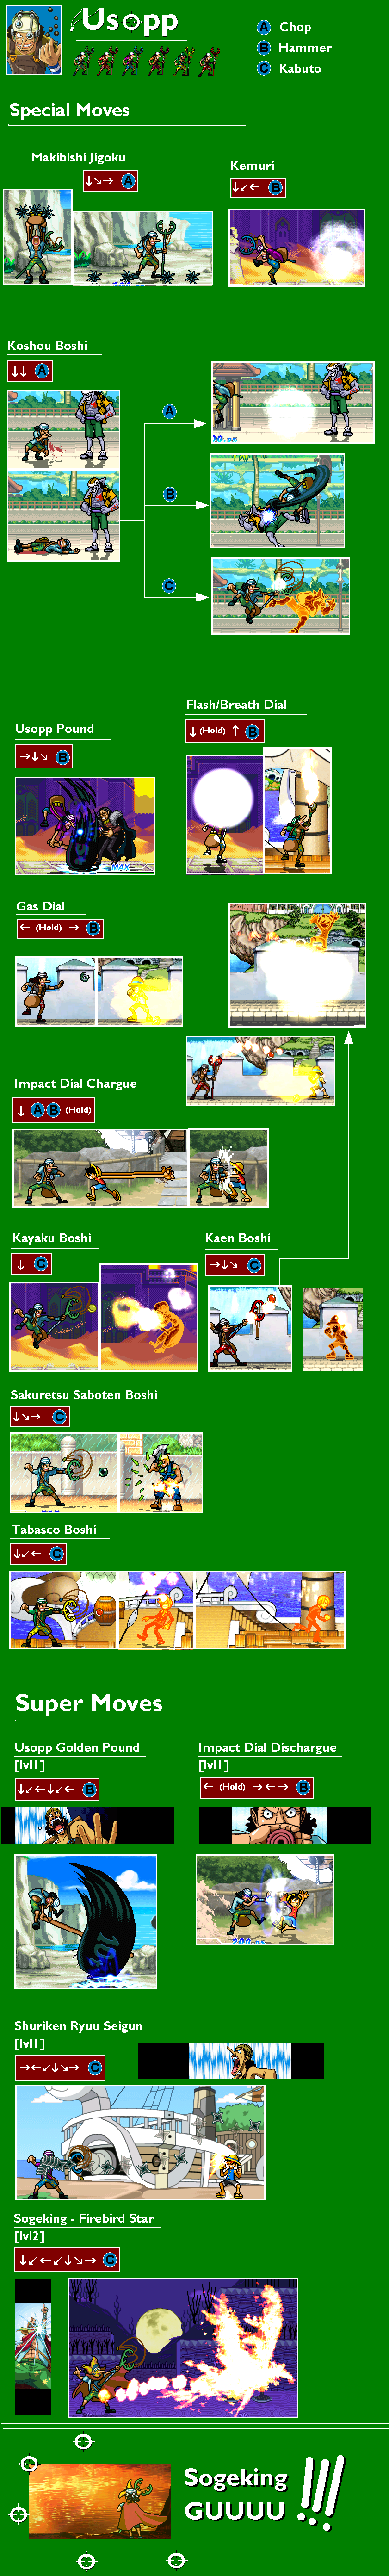 Usopp
A Chop
B Hammer
C Kabuto
Special Moves
Makibishi Jigoku
↓↘→ A
Kemuri
↓↙← B
Koshou Boshi
↓↓ A
A
B
C
Flash/Breath Dial
↓ (Hold) ↑ B
Usopp Pound
→↓↘ B
MAX
Gas Dial
← (Hold) → B
Impact Dial Chargue
↓ A B (Hold)
Kayaku Boshi
↓ C
Kaen Boshi
→↓↘ C
Sakuretsu Saboten Boshi
↓↘→ C
Tabasco Boshi
↓↙← C
Super Moves
Usopp Golden Pound
[lvl1]
↓↙←↓↙← B
Impact Dial Dischargue
[lvl1]
← (Hold) →←→ B
Shuriken Ryuu Seigun
[lvl1]
→←↙↓↘→ C
Sogeking - Firebird Star
[lvl2]
↓↙←↙↓↘→ C
Sogeking
GUUUU !!!